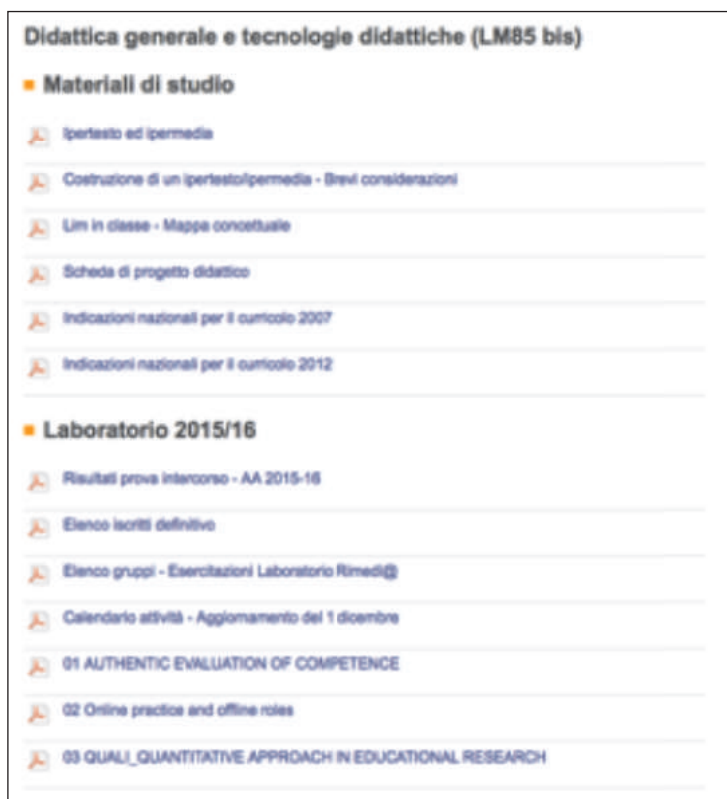 Didattica generale e tecnologie didattiche (LM85 bis)
Materiali di studio
Ipertesto ed ipermedia
Costruzione di un ipertesto/ipermedia - Brevi considerazioni
Lim in classe - Mappa concettuale
Scheda di progetto didattico
Indicazioni nazionali per il curricolo 2007
Indicazioni nazionali per il curricolo 2012
Laboratorio 2015/16
Risultati prova intercorso - AA 2015-16
Elenco iscritti definitivo
Elenco gruppi - Esercitazioni Laboratorio Rimedi@
Calendario attività - Aggiornamento del 1 dicembre
01 AUTHENTIC EVALUATION OF COMPETENCE
02 Online practice and offline roles
03 QUALI_QUANTITATIVE APPROACH IN EDUCATIONAL RESEARCH